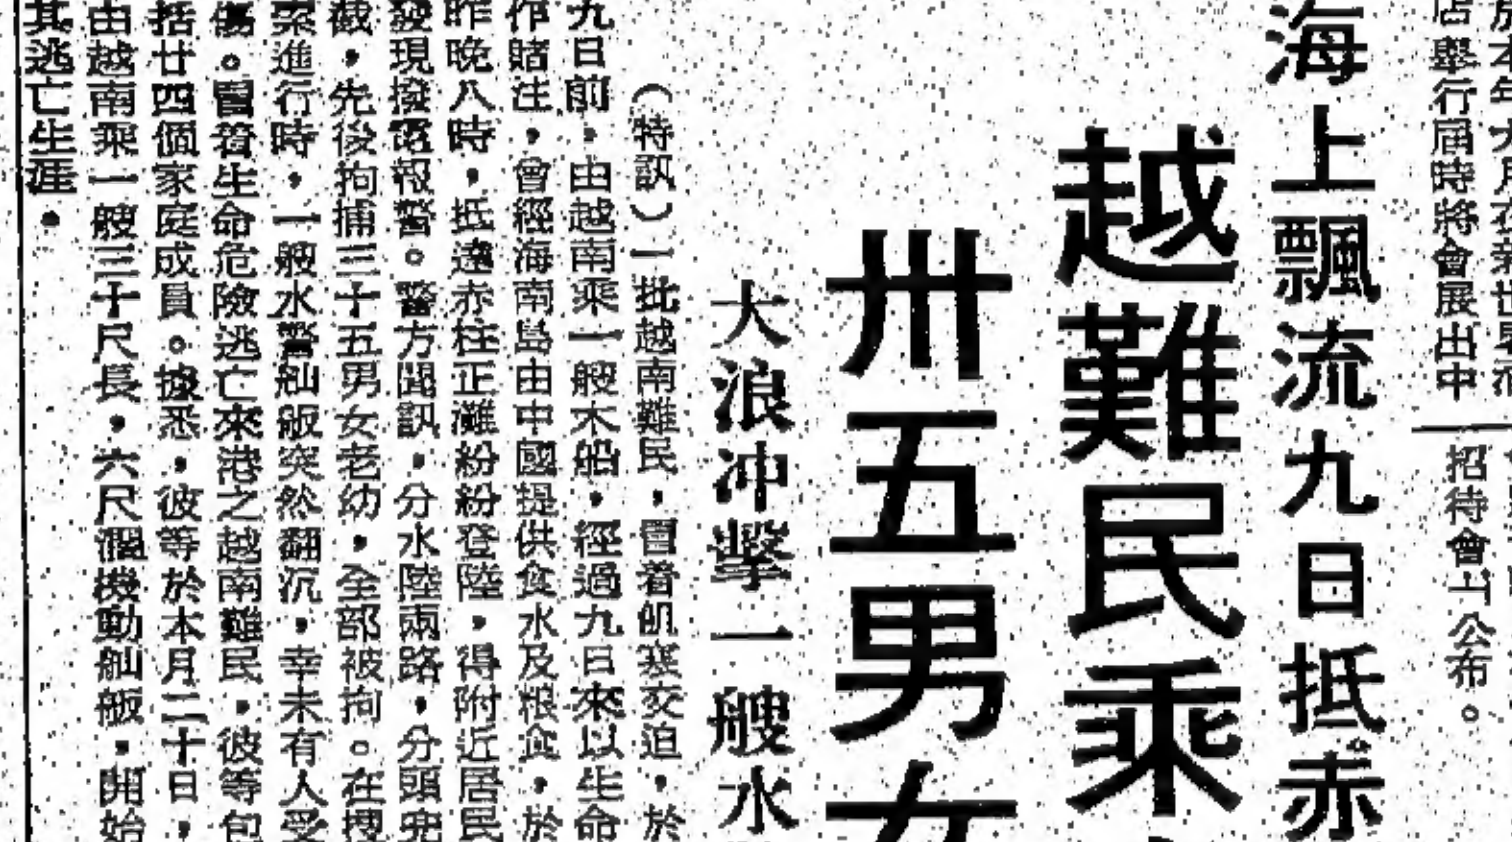 店舉行屆時將會展出中
招待會上公布。
海上飄流九日抵赤
越難民乘
卅五男女
大浪冲擊一艘水
（特訊）一批越南難民，冒着飢寒交迫，於
九日前，由越南乘一艘木船，經過九日來以生命
作賭注，曾經海南島由中國提供食水及粮食，於
昨晚八時，抵達赤柱正灘紛紛登陸，得附近居民
發現撥電報警。警方聞訊，分水陸兩路，分頭兜
截，先後拘捕三十五男女老幼，全部被拘。在搜
索進行時，一艘水警舢舨突然翻沉，幸未有人受
傷。冒着生命危險逃亡來港之越南難民，彼等包
括廿四個家庭成員。據悉，彼等於本月二十日，
由越南乘一艘三十尺長，六尺濶機動舢舨，開始
其逃亡生涯。